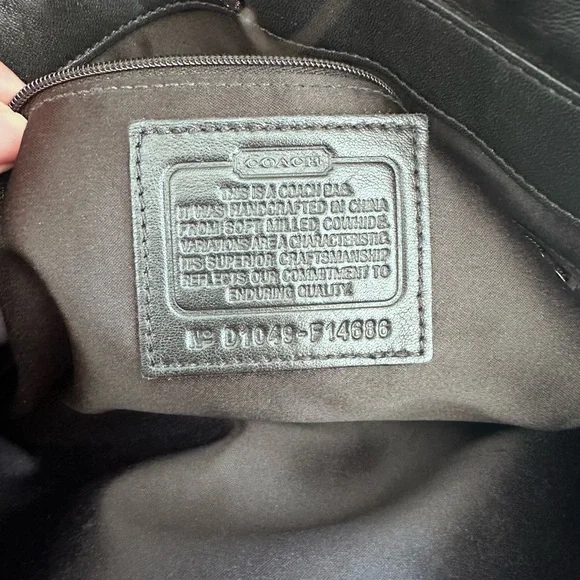 COACH
THIS IS A COACH BAG.
IT WAS HANDCRAFTED IN CHINA
FROM SOFT MILLED COWHIDE.
VARIATIONS ARE A CHARACTERISTIC.
ITS SUPERIOR CRAFTSMANSHIP
REFLECTS OUR COMMITMENT TO
ENDURING QUALITY.
Nº D1049-F14686